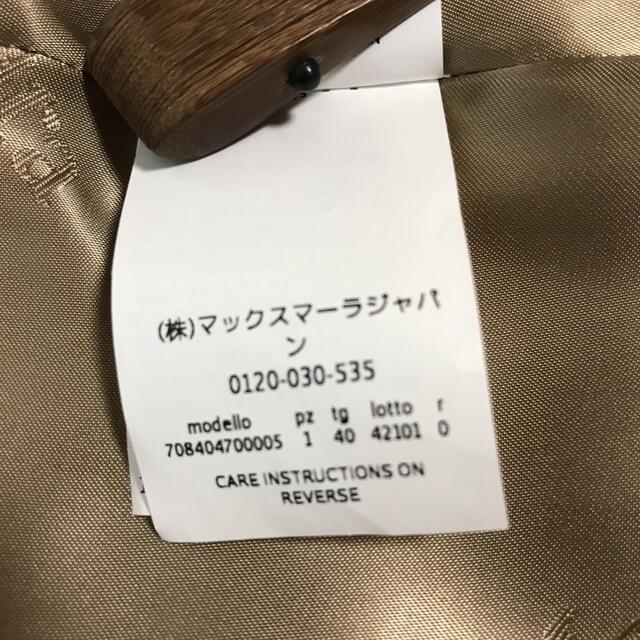 (株)マックスマーラジャパ
ン
0120-030-535
modello pz tg lotto r
708404700005 1 40 42101 0
CARE INSTRUCTIONS ON
REVERSE